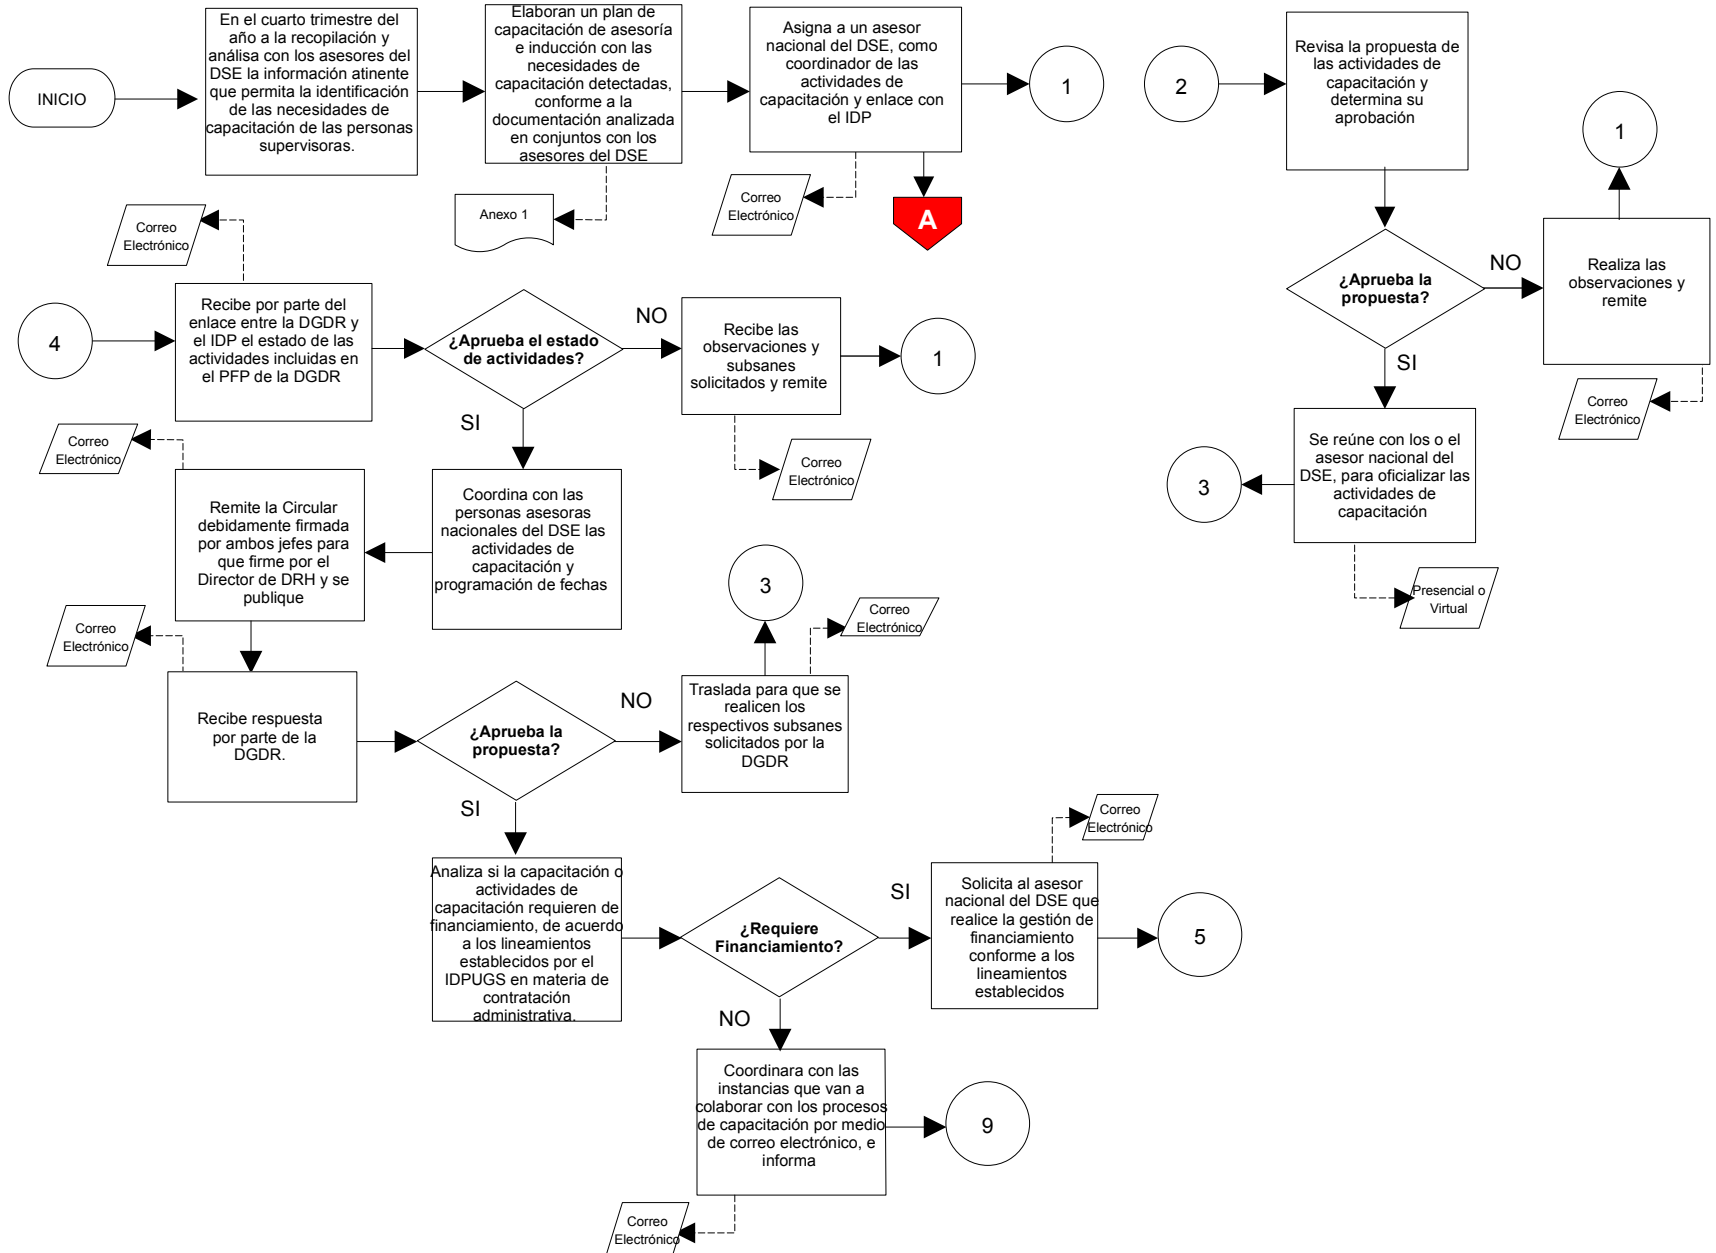 INICIO
En el cuarto trimestre del
año a la recopilación y
análisa con los asesores del
DSE la información atinente
que permita la identificación
de las necesidades de
capacitación de las personas
supervisoras.
Elaboran un plan de
capacitación de asesoría
e inducción con las
necesidades de
capacitación detectadas,
conforme a la
documentación analizada
en conjuntos con los
asesores del DSE
Anexo 1
Asigna a un asesor
nacional del DSE, como
coordinador de las
actividades de
capacitación y enlace con
el IDP
Correo
Electrónico
A
1
2
Revisa la propuesta de
las actividades de
capacitación y
determina su
aprobación
¿Aprueba la
propuesta?
NO
Realiza las
observaciones y
remite
1
Correo
Electrónico
SI
Se reúne con los o el
asesor nacional del
DSE, para oficializar las
actividades de
capacitación
3
Presencial o
Virtual
4
Correo
Electrónico
Recibe por parte del
enlace entre la DGDR y
el IDP el estado de las
actividades incluidas en
el PFP de la DGDR
¿Aprueba el estado
de actividades?
NO
Recibe las
observaciones y
subsanes
solicitados y remite
1
Correo
Electrónico
SI
Coordina con las
personas asesoras
nacionales del DSE las
actividades de
capacitación y
programación de fechas
Correo
Electrónico
Remite la Circular
debidamente firmada
por ambos jefes para
que firme por el
Director de DRH y se
publique
Correo
Electrónico
Recibe respuesta
por parte de la
DGDR.
¿Aprueba la
propuesta?
NO
Traslada para que se
realicen los
respectivos subsanes
solicitados por la
DGDR
3
Correo
Electrónico
SI
Analiza si la capacitación o
actividades de
capacitación requieren de
financiamiento, de acuerdo
a los lineamientos
establecidos por el
IDPUGS en materia de
contratación
administrativa.
¿Requiere
Financiamiento?
SI
Solicita al asesor
nacional del DSE que
realice la gestión de
financiamiento
conforme a los
lineamientos
establecidos
Correo
Electrónico
5
NO
Coordinara con las
instancias que van a
colaborar con los procesos
de capacitación por medio
de correo electrónico, e
informa
9
Correo
Electrónico